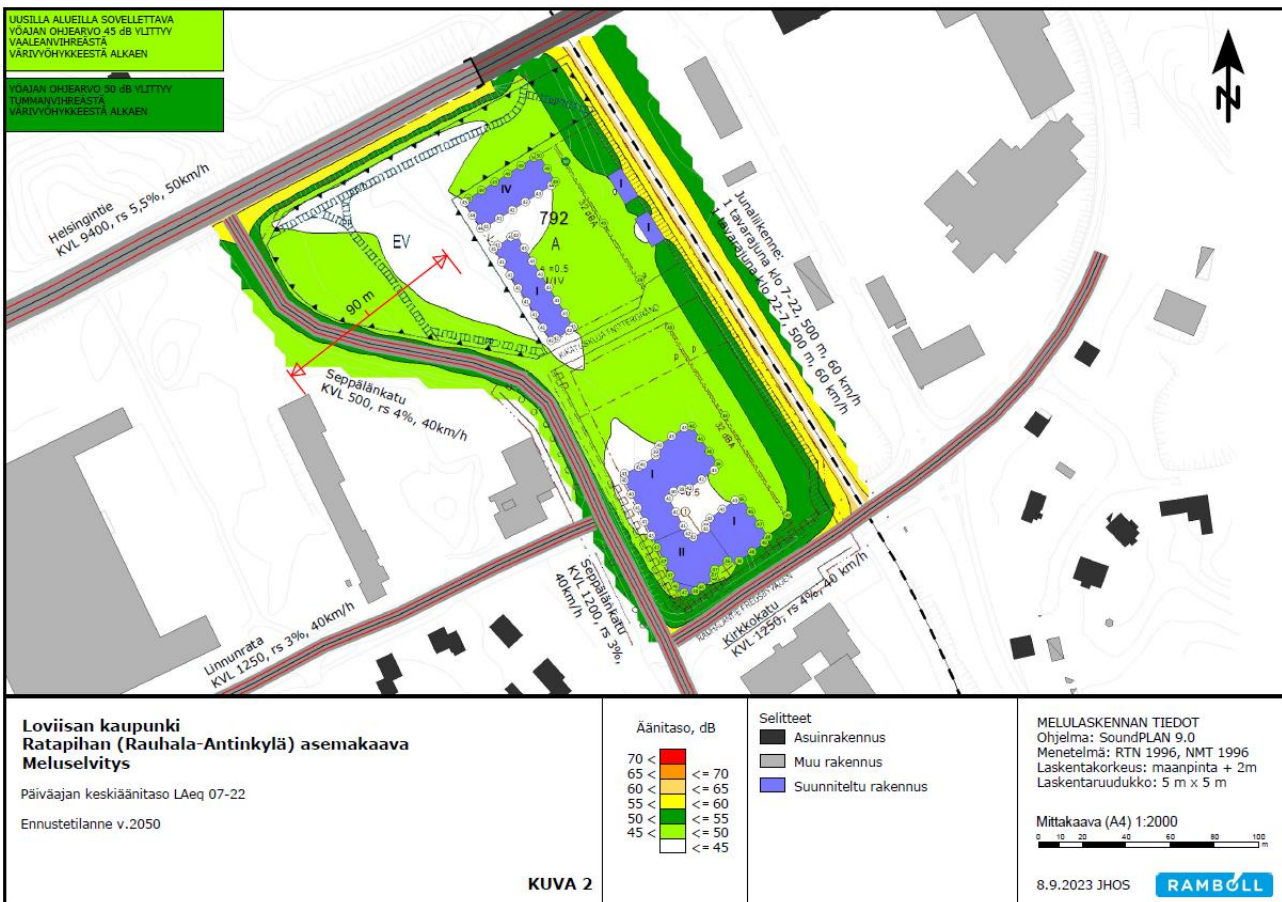 UUSILLA ALUEILLA SOVELLETTAVA
YÖAJAN OHJEARVO 45 dB YLITTYY
VAALEANVIHREÄSTÄ
VÄRIVYÖHYKKEESTÄ ALKAEN
YÖAJAN OHJEARVO 50 dB YLITTYY
TUMMANVIHREÄSTÄ
VÄRIVYÖHYKKEESTÄ ALKAEN
N
Helsingintie
KVL 9400, rs 5,5%, 50km/h
Junaliikenne:
1 tavarajuna klo 7-22, 500 m, 60 km/h
1 tavarajuna klo 22-7, 500 m, 60 km/h
IV
792
A
EV
I
I
I
32 dBA
90 m
Seppälänkatu
KVL 500, rs 4%, 40km/h
32 dBA
I
I
II
Seppälänkatu
KVL 1200, rs 3%,
40km/h
Kirkkokatu
KVL 1250, rs 4%, 40 km/h
Linnunrata
KVL 1250, rs 3%, 40km/h
Loviisan kaupunki
Ratapihan (Rauhala-Antinkylä) asemakaava
Meluselvitys
Päiväajan keskiäänitaso LAeq 07-22
Ennustetilanne v.2050
KUVA 2
Äänitaso, dB
70 <
65 < <= 70
60 < <= 65
55 < <= 60
50 < <= 55
45 < <= 50
<= 45
Selitteet
Asuinrakennus
Muu rakennus
Suunniteltu rakennus
MELULASKENNAN TIEDOT
Ohjelma: SoundPLAN 9.0
Menetelmä: RTN 1996, NMT 1996
Laskentakorkeus: maanpinta + 2m
Laskentaruudukko: 5 m x 5 m
Mittakaava (A4) 1:2000
0 10 20 40 60 80 100
m
8.9.2023 JHOS
RAMBOLL